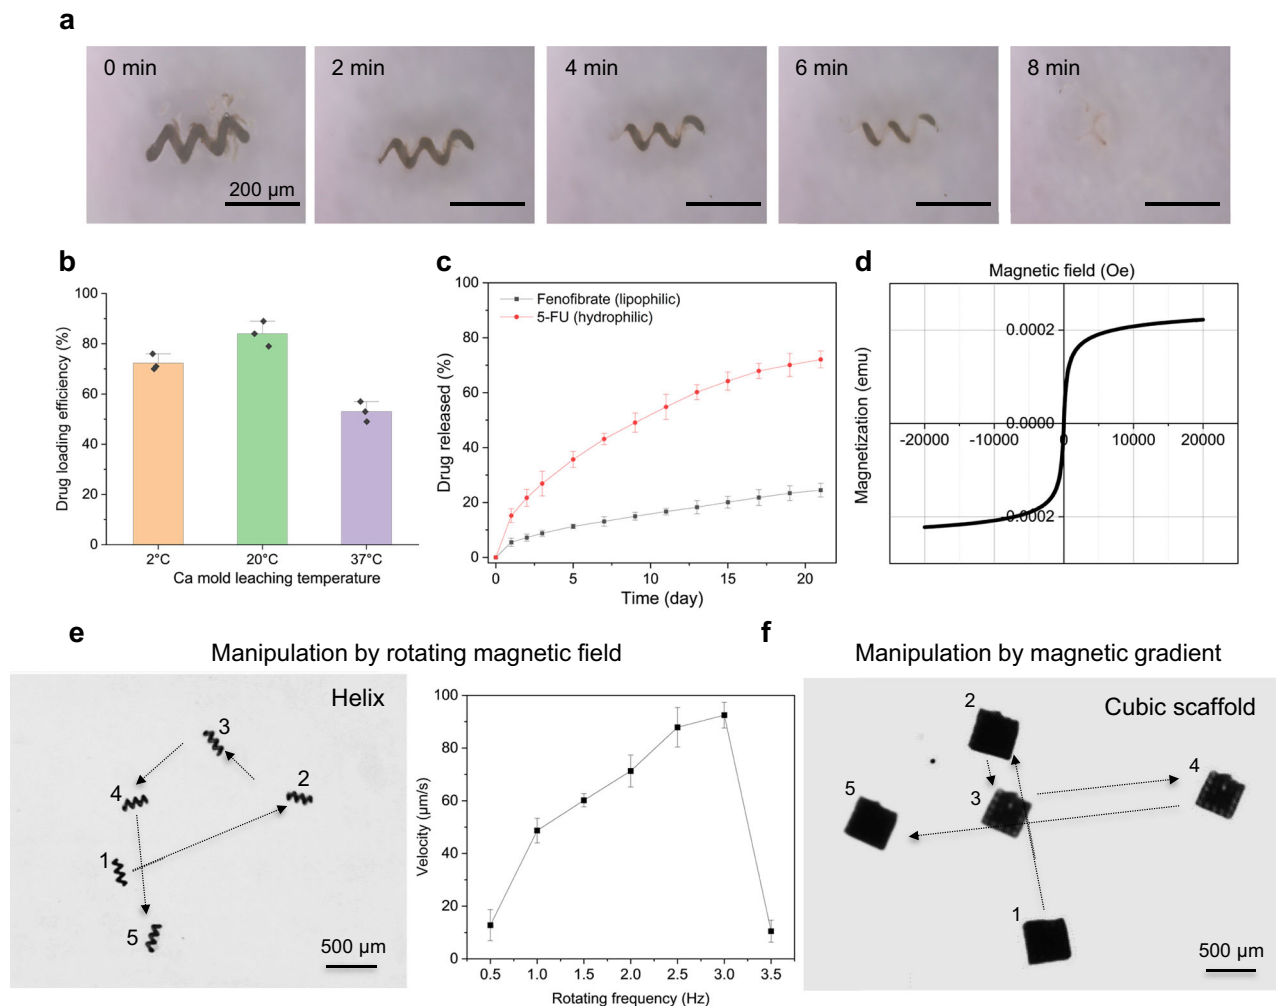 a
0 min
2 min
4 min
6 min
8 min
200 µm
b
Drug loading efficiency (%)
100
80
60
40
20
0
2°C
20°C
37°C
Ca mold leaching temperature
c
Drug released (%)
100
80
60
40
20
0
Fenofibrate (lipophilic)
5-FU (hydrophilic)
0
5
10
15
20
Time (day)
d
Magnetic field (Oe)
Magnetization (emu)
0.0002
0.0000
-20000
-10000
0
10000
20000
0.0002
e
Manipulation by rotating magnetic field
Helix
3
2
4
1
5
500 µm
Velocity (µm/s)
100
80
60
40
20
0
0.5
1.0
1.5
2.0
2.5
3.0
3.5
Rotating frequency (Hz)
f
Manipulation by magnetic gradient
Cubic scaffold
2
4
5
3
1
500 µm